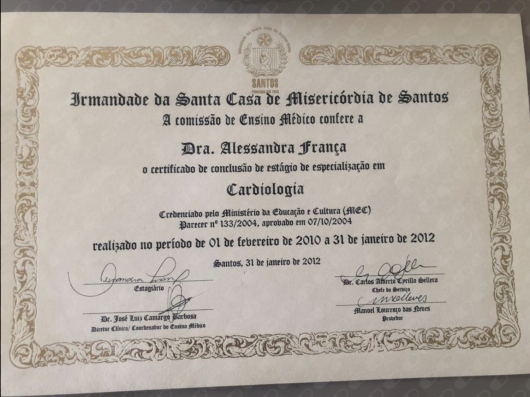 SANTOS
Irmandade da Santa Casa de Misericórdia de Santos
A comissão de Ensino Médico confere a
Dra. Alessandra França
o certificado de conclusão de estágio de especialização em
Cardiologia
Credenciado pelo Ministério da Educação e Cultura (MEC)
Parecer nº 133/2004, aprovado em 07/10/2004
realizado no período de 01 de fevereiro de 2010 a 31 de janeiro de 2012
Santos, 31 de janeiro de 2012
Estagiário
Dr. Carlos Alberto Cyrillo Sellera
Chefe do Serviço
Dr. José Luiz Camargo Barbosa
Diretor Clínico/ Coordenador do Ensino Médico
Manoel Lourenço das Neves
Provedor